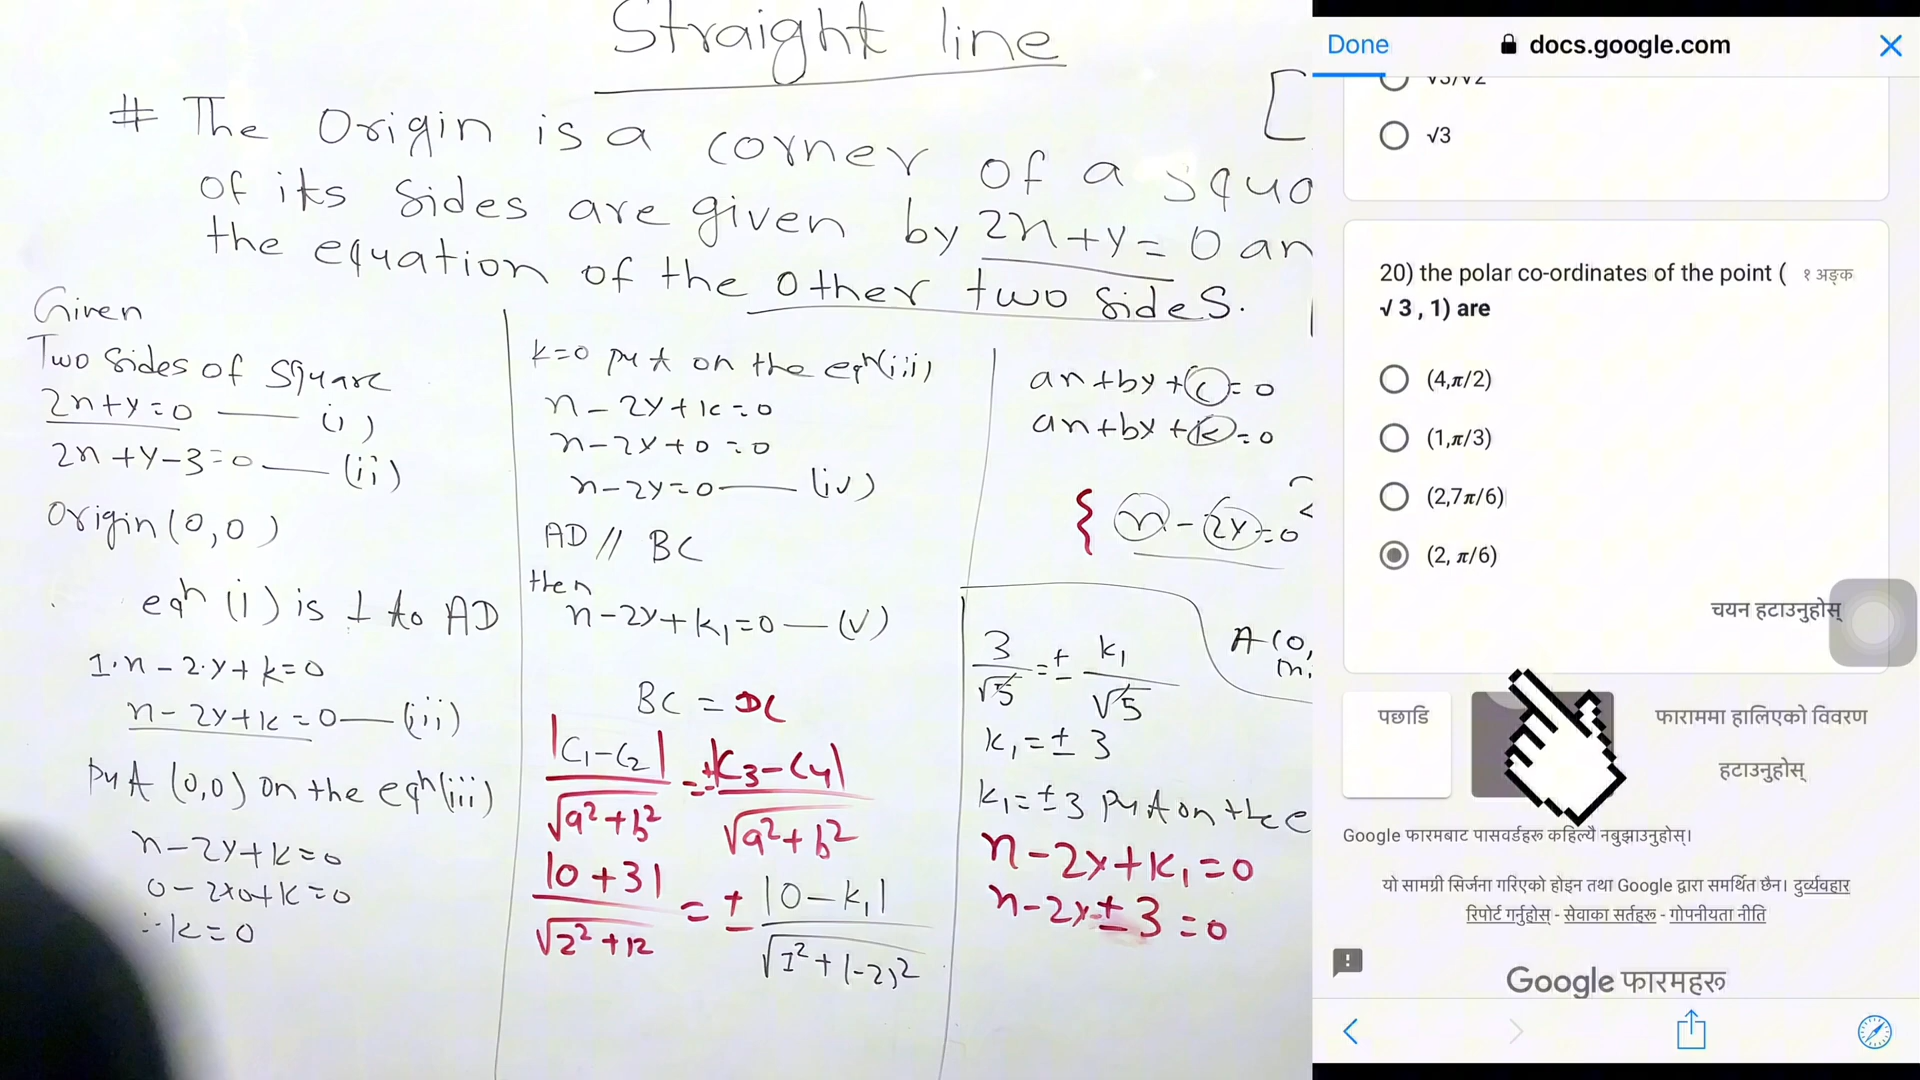 Straight line
# The Origin is a corner of a squa
of its sides are given by 2x+y=0 an
the equation of the other two sides.
Given
Two sides of square
2x+y=0 —— (i)
2x+y-3=0 —— (ii)
Origin (0,0)
eqn (i) is ⊥ to AD
1·x-2·y+k=0
x-2y+k=0 —— (iii)
put (0,0) on the eqn(iii)
x-2y+k=0
0-2x0+k=0
∴ k=0
k=0 put on the eqn(iii)
x-2y+k=0
x-2y+0=0
x-2y=0 —— (iv)
AD // BC
then
x-2y+k₁=0 — (v)
BC = DC
|C₁-C₂| / √a²+b² = ± |C₃-C₄| / √a²+b²
|0+3| / √2²+12 = ± |0-k₁| / √1²+(-2)²
ax+by+c=0
ax+by+k=0
{ x-2y=0
3/√5 = ± k₁/√5
k₁=± 3
k₁=±3 put on the e
x-2y+k₁=0
x-2y±3=0
A(0,
Done
docs.google.com
√3/√2
√3
20) the polar co-ordinates of the point ( १ अङ्क
√ 3 , 1) are
(4,π/2)
(1,π/3)
(2,7π/6)
(2, π/6)
चयन हटाउनुहोस्
पछाडि
फाराममा हालिएको विवरण
हटाउनुहोस्
Google फारमबाट पासवर्डहरू कहिल्यै नबुझाउनुहोस्।
यो सामग्री सिर्जना गरिएको होइन तथा Google द्वारा समर्थित छैन। दुर्व्यवहार
रिपोर्ट गर्नुहोस् - सेवाका सर्तहरू - गोपनीयता नीति
Google फारमहरू